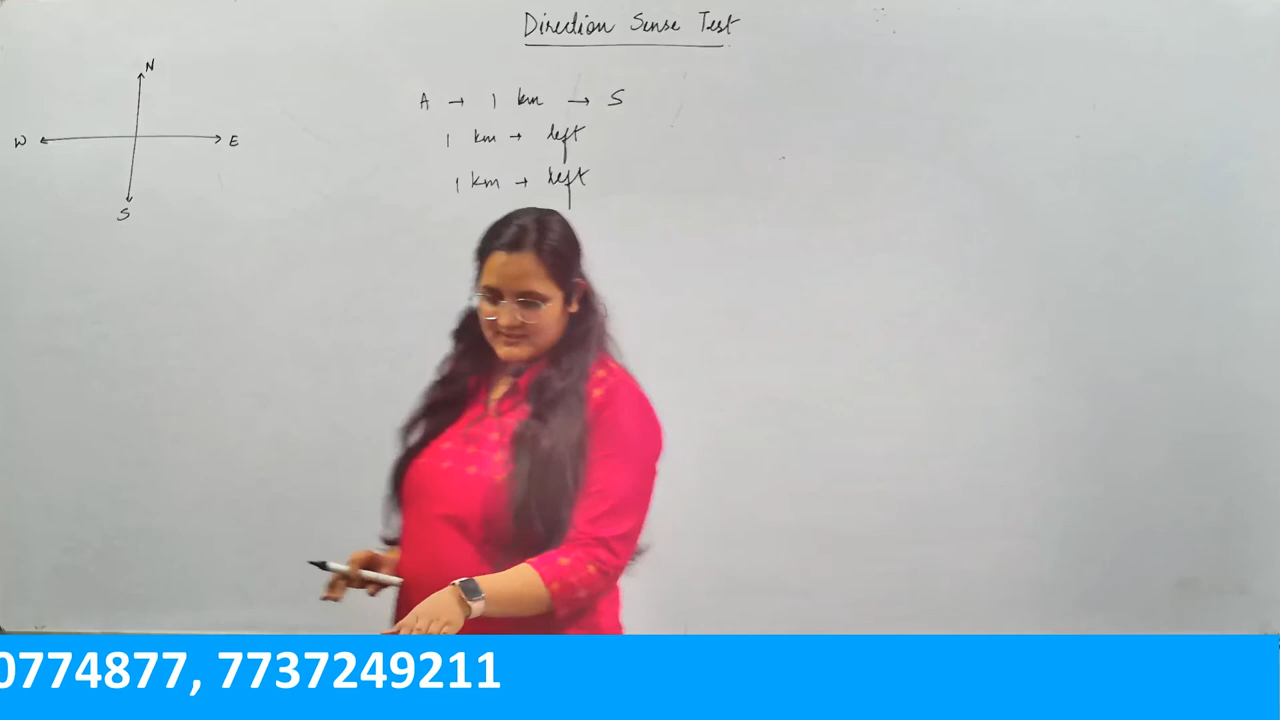 Direction Sense Test
N
W
E
S
A → 1 km → S
1 km → left
1 km → left
0774877, 7737249211